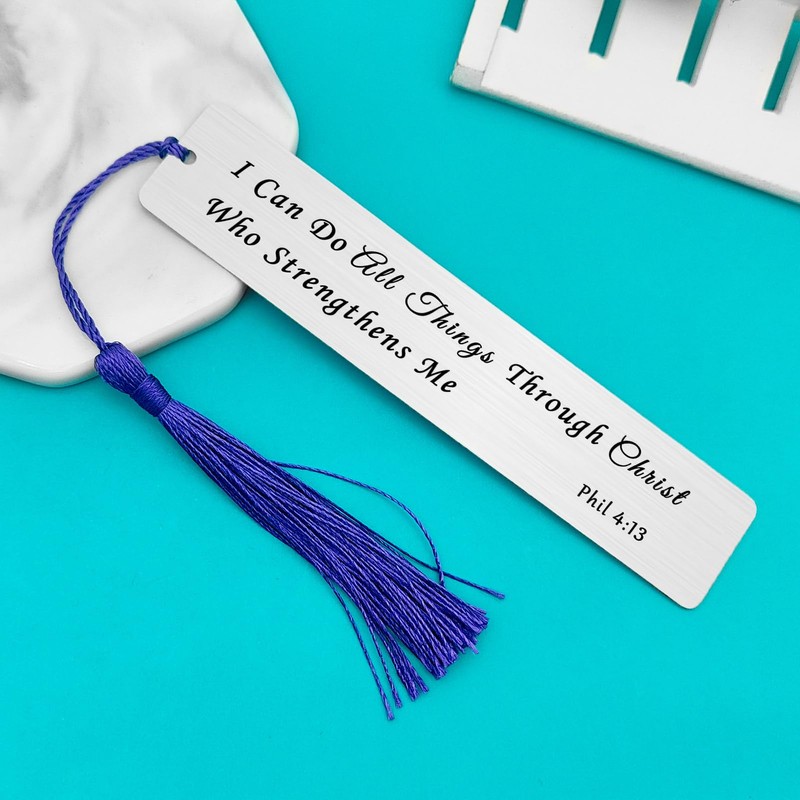 I Can Do All Things Through Christ
Who Strengthens Me
Phil 4:13